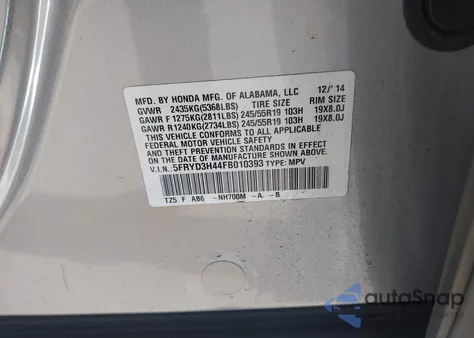 MFD. BY HONDA MFG. OF ALABAMA, LLC 12/'14
GVWR 2435KG(5368LBS) TIRE SIZE RIM SIZE
GAWR F 1275KG(2811LBS) 245/55R19 103H 19X8.0J
GAWR R 1240KG(2734LBS) 245/55R19 103H 19X8.0J
THIS VEHICLE CONFORMS TO ALL APPLICABLE
FEDERAL MOTOR VEHICLE SAFETY STANDARDS IN
EFFECT ON THE DATE OF MANUFACTURE SHOWN ABOVE.
V.I.N.: 5FRYD3H44FB010393 TYPE: MPV
TZ5 F AB6 -NH700M -A -B
autoSnap